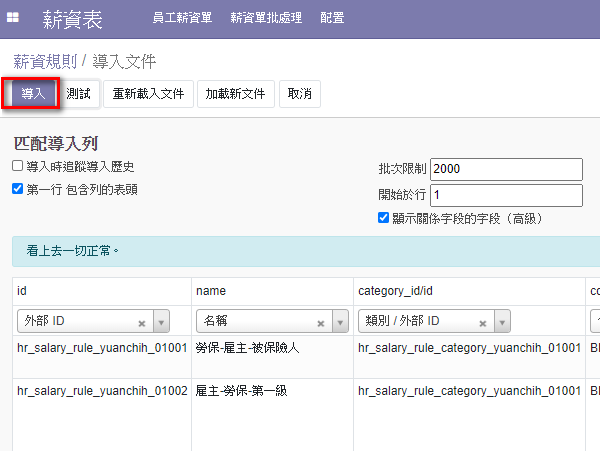 薪資表 員工薪資單 薪資單批處理 配置
薪資規則 / 導入文件
導入 測試 重新載入文件 加載新文件 取消
匹配導入列
導入時追蹤導入歷史
批次限制 2000
第一行 包含列的表頭
開始於行 1
顯示關係字段的字段（高級）
看上去一切正常。
id name category_id/id
外部 ID 名稱 類別 / 外部 ID
hr_salary_rule_yuanchih_01001 勞保-雇主-被保險人 hr_salary_rule_category_yuanchih_01001
hr_salary_rule_yuanchih_01002 雇主-勞保-第一級 hr_salary_rule_category_yuanchih_01001